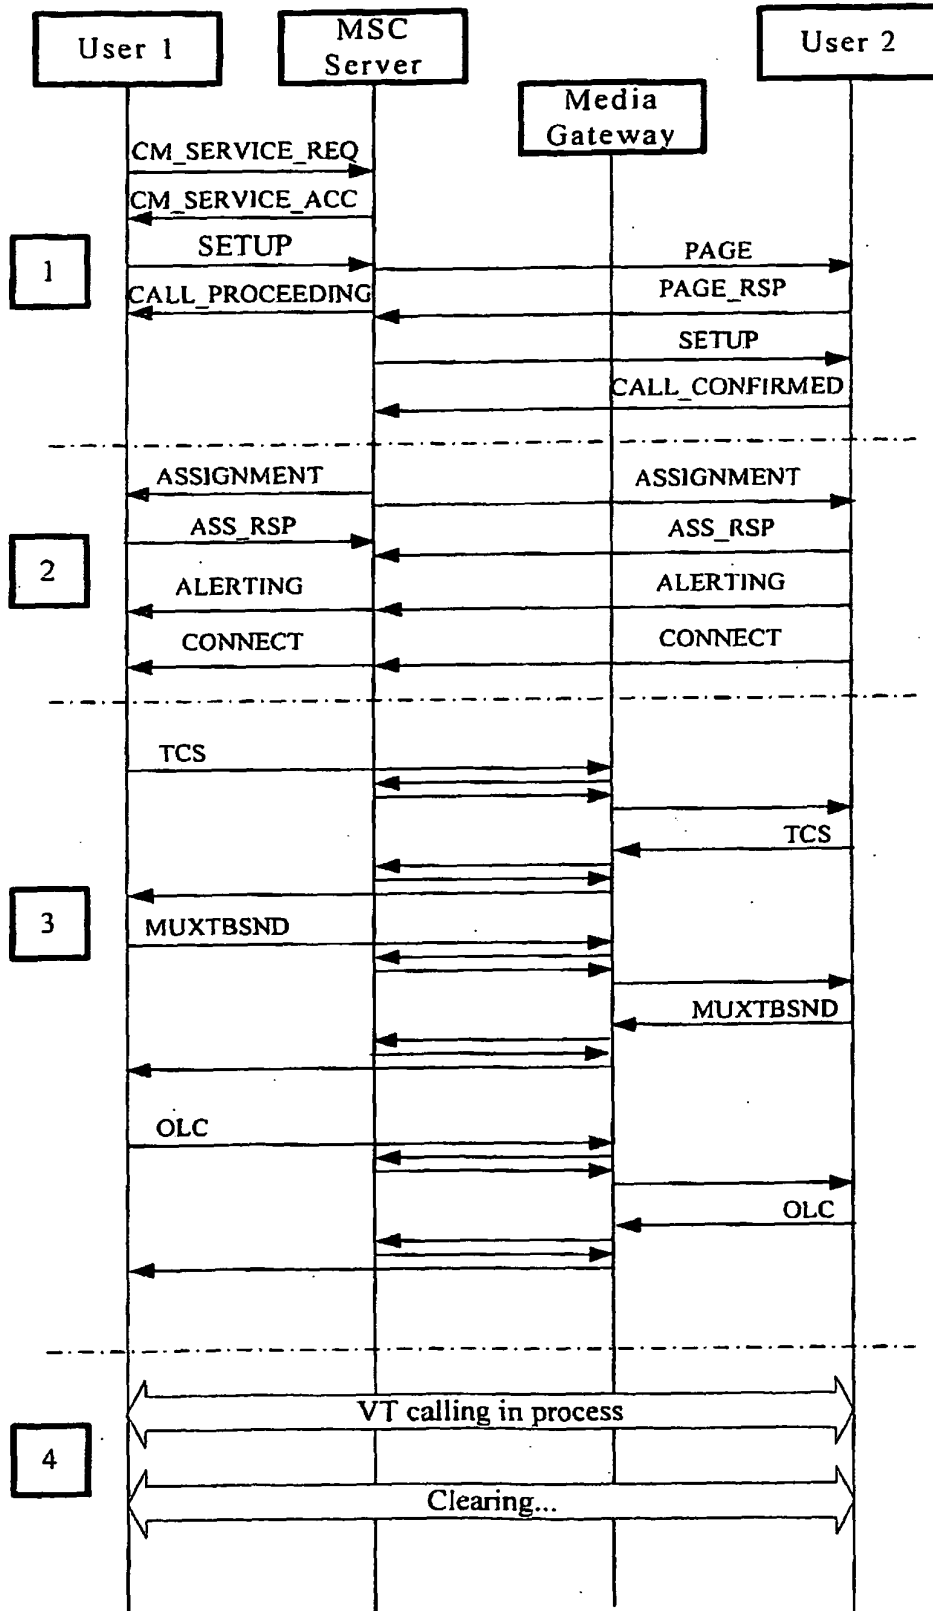 User 1
MSC
Server
User 2
Media
Gateway
CM_SERVICE_REQ
CM_SERVICE_ACC
1
SETUP
PAGE
CALL_PROCEEDING
PAGE_RSP
SETUP
CALL_CONFIRMED
ASSIGNMENT
ASSIGNMENT
ASS_RSP
ASS_RSP
2
ALERTING
ALERTING
CONNECT
CONNECT
TCS
TCS
3
MUXTBSND
MUXTBSND
OLC
OLC
VT calling in process
4
Clearing...